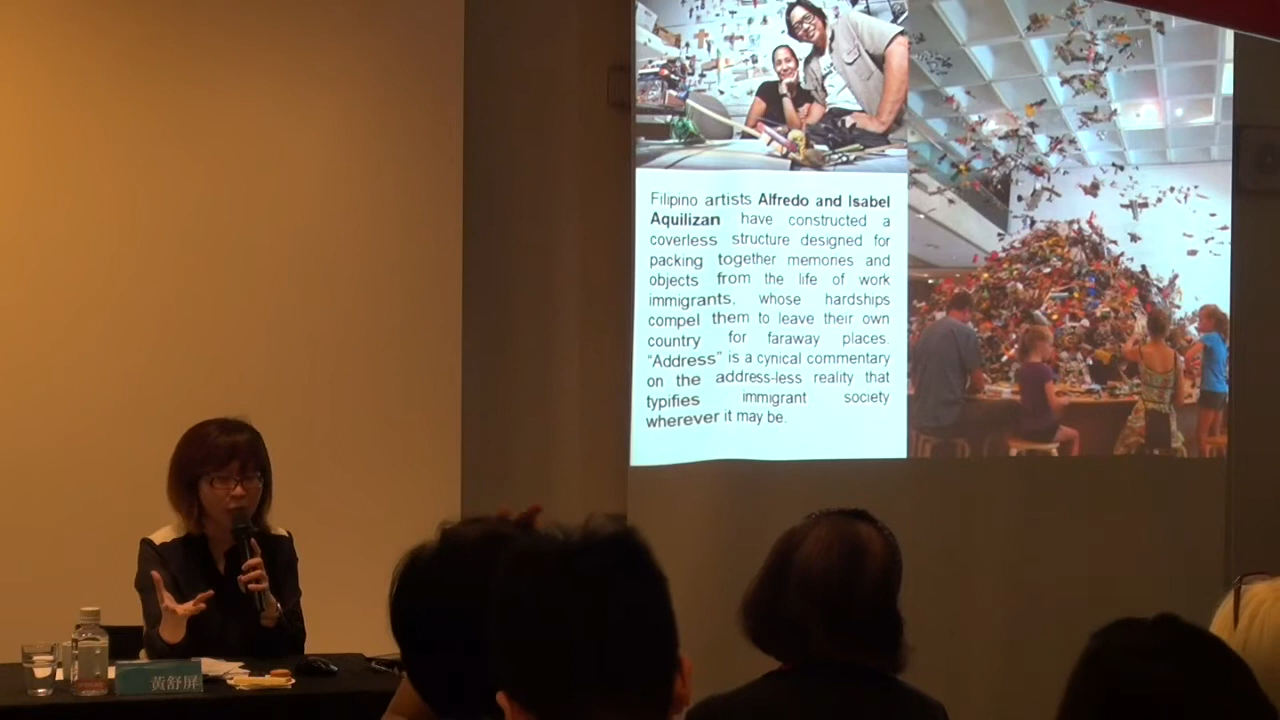 Filipino artists Alfredo and Isabel
Aquilizan have constructed a
coverless structure designed for
packing together memories and
objects from the life of work
immigrants, whose hardships
compel them to leave their own
country for faraway places.
“Address” is a cynical commentary
on the address-less reality that
typifies immigrant society
wherever it may be.
黃舒屏